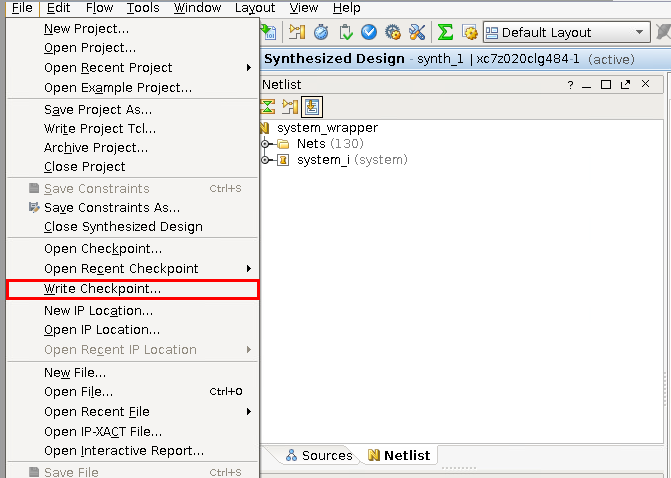 File Edit Flow Tools Window Layout View Help
Default Layout
Synthesized Design - synth_1 | xc7z020clg484-1 (active)
Netlist
system_wrapper
Nets (130)
system_i (system)
Sources
Netlist
New Project...
Open Project...
Open Recent Project
Open Example Project...
Save Project As...
Write Project Tcl...
Archive Project...
Close Project
Save Constraints Ctrl+S
Save Constraints As...
Close Synthesized Design
Open Checkpoint...
Open Recent Checkpoint
Write Checkpoint...
New IP Location...
Open IP Location...
Open Recent IP Location
New File...
Open File... Ctrl+O
Open Recent File
Open IP-XACT File...
Open Interactive Report...
Save File Ctrl+S